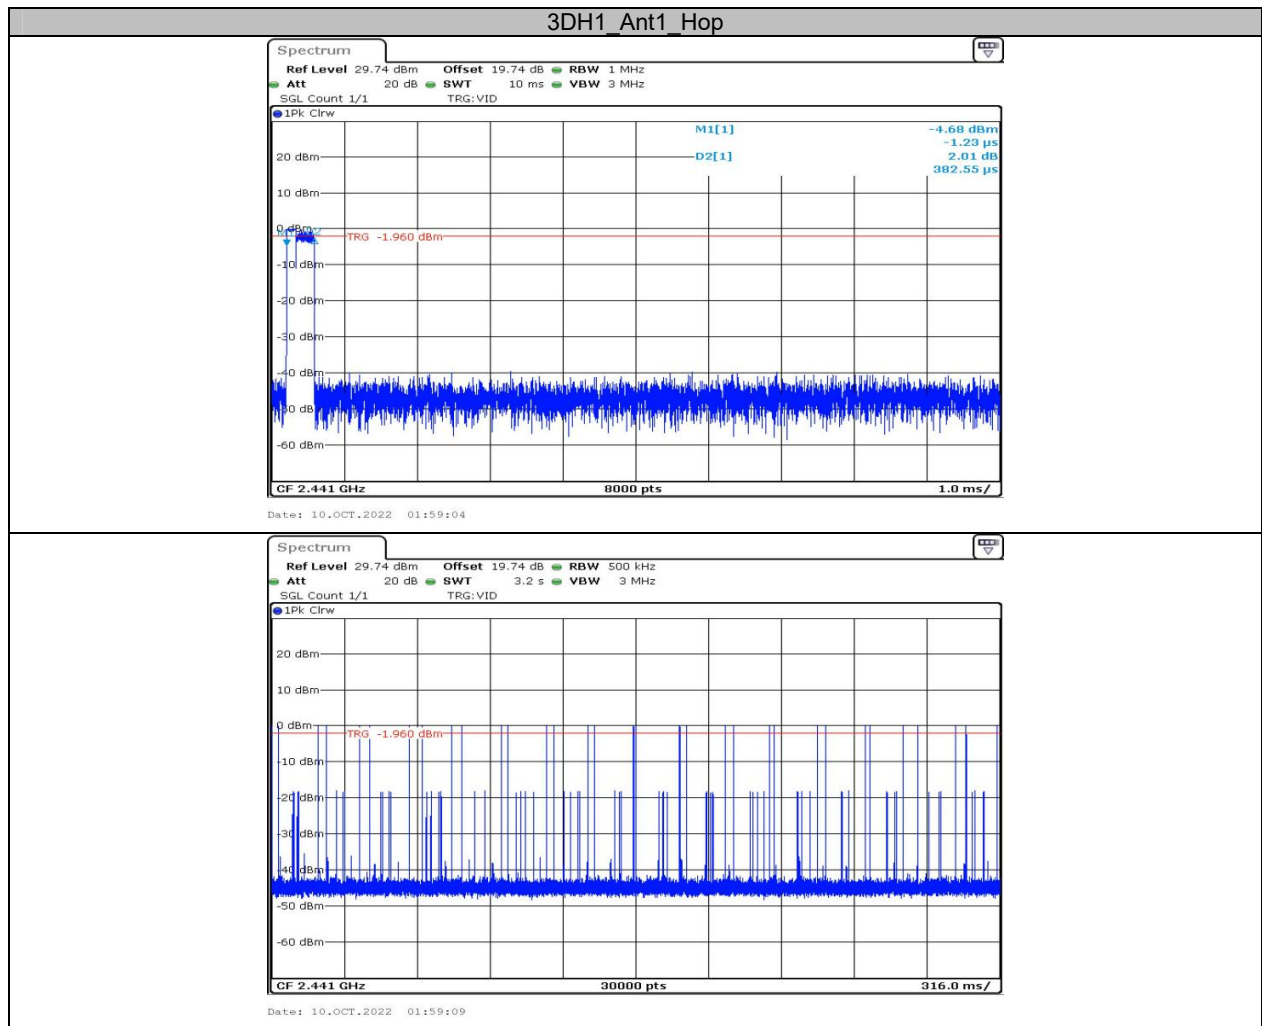 3DH1_Ant1_Hop
Spectrum
Ref Level 29.74 dBm Offset 19.74 dB RBW 1 MHz
Att 20 dB SWT 10 ms VBW 3 MHz
SGL Count 1/1 TRG:VID
1Pk Clrw
M1[1] -4.68 dBm
-1.23 µs
D2[1] 2.01 dB
382.55 µs
20 dBm
10 dBm
0 dBm
TRG -1.960 dBm
-10 dBm
-20 dBm
-30 dBm
-40 dBm
-50 dBm
-60 dBm
CF 2.441 GHz 8000 pts 1.0 ms/
Date: 10.OCT.2022 01:59:04
Spectrum
Ref Level 29.74 dBm Offset 19.74 dB RBW 500 kHz
Att 20 dB SWT 3.2 s VBW 3 MHz
SGL Count 1/1 TRG:VID
1Pk Clrw
20 dBm
10 dBm
0 dBm
TRG -1.960 dBm
-10 dBm
-20 dBm
-30 dBm
-40 dBm
-50 dBm
-60 dBm
CF 2.441 GHz 30000 pts 316.0 ms/
Date: 10.OCT.2022 01:59:09